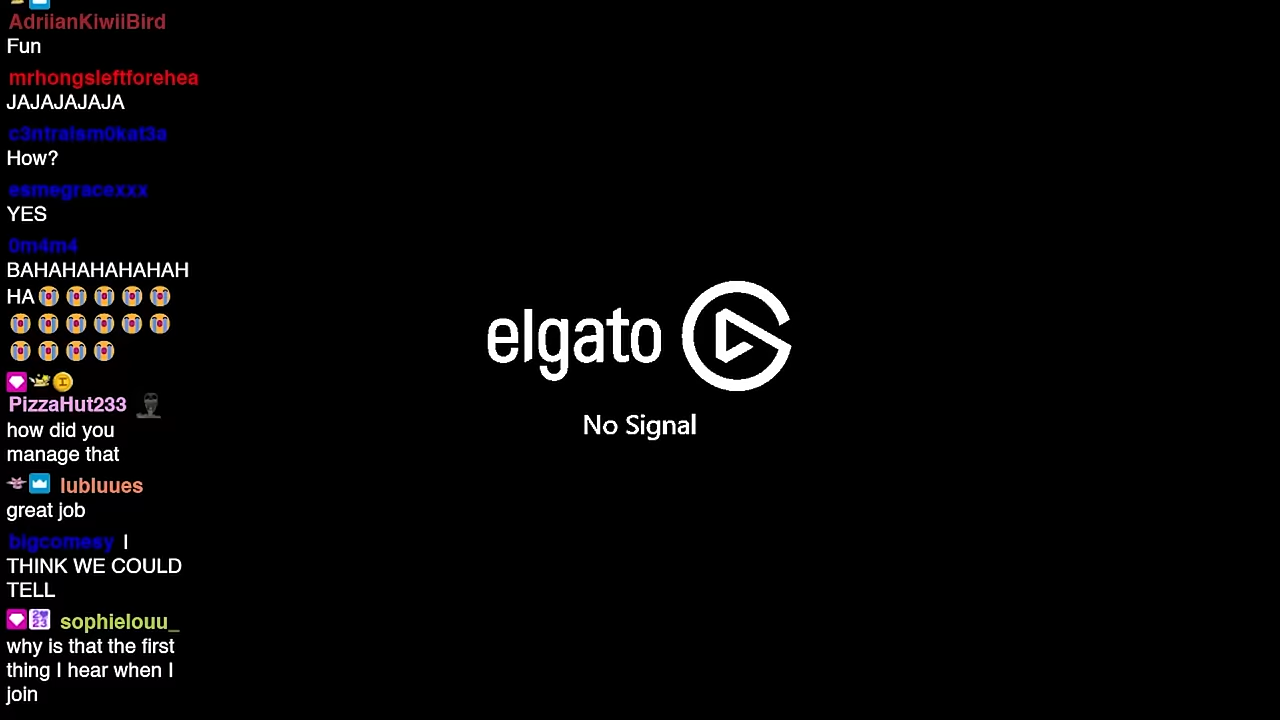 AdriianKiwiiBird
Fun
mrhongsleftforehea
JAJAJAJAJA
c3ntralsm0kat3a
How?
esmegracexxx
YES
0m4m4
BAHAHAHAHAHAH
HA😭😭😭😭😭
😭😭😭😭😭😭
😭😭😭😭
PizzaHut233
how did you
manage that
lubluues
great job
bigcomesy I
THINK WE COULD
TELL
sophielouu_
why is that the first
thing I hear when I
join
elgato
No Signal